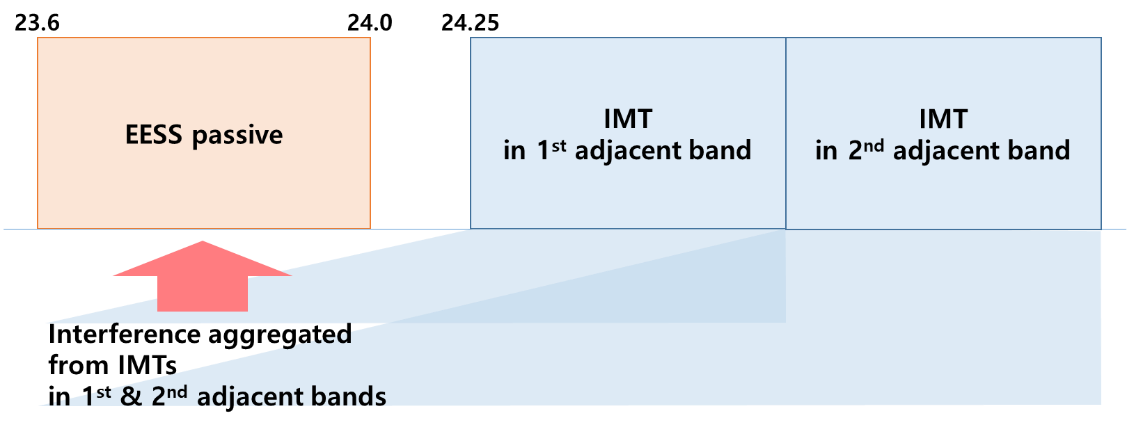 23.6
24.0
24.25
EESS passive
IMT
in 1st adjacent band
IMT
in 2nd adjacent band
Interference aggregated
from IMTs
in 1st & 2nd adjacent bands